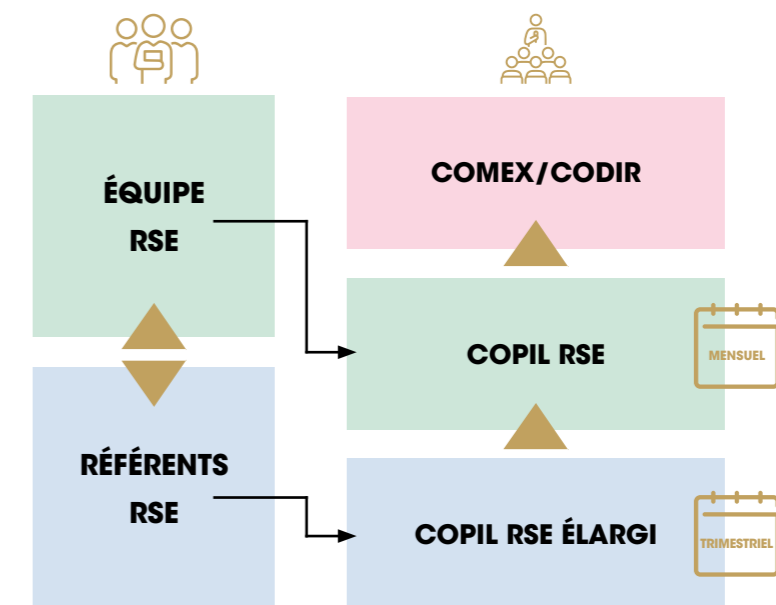 ÉQUIPE
RSE
COMEX/CODIR
COPIL RSE
MENSUEL
RÉFÉRENTS
RSE
COPIL RSE ÉLARGI
TRIMESTRIEL